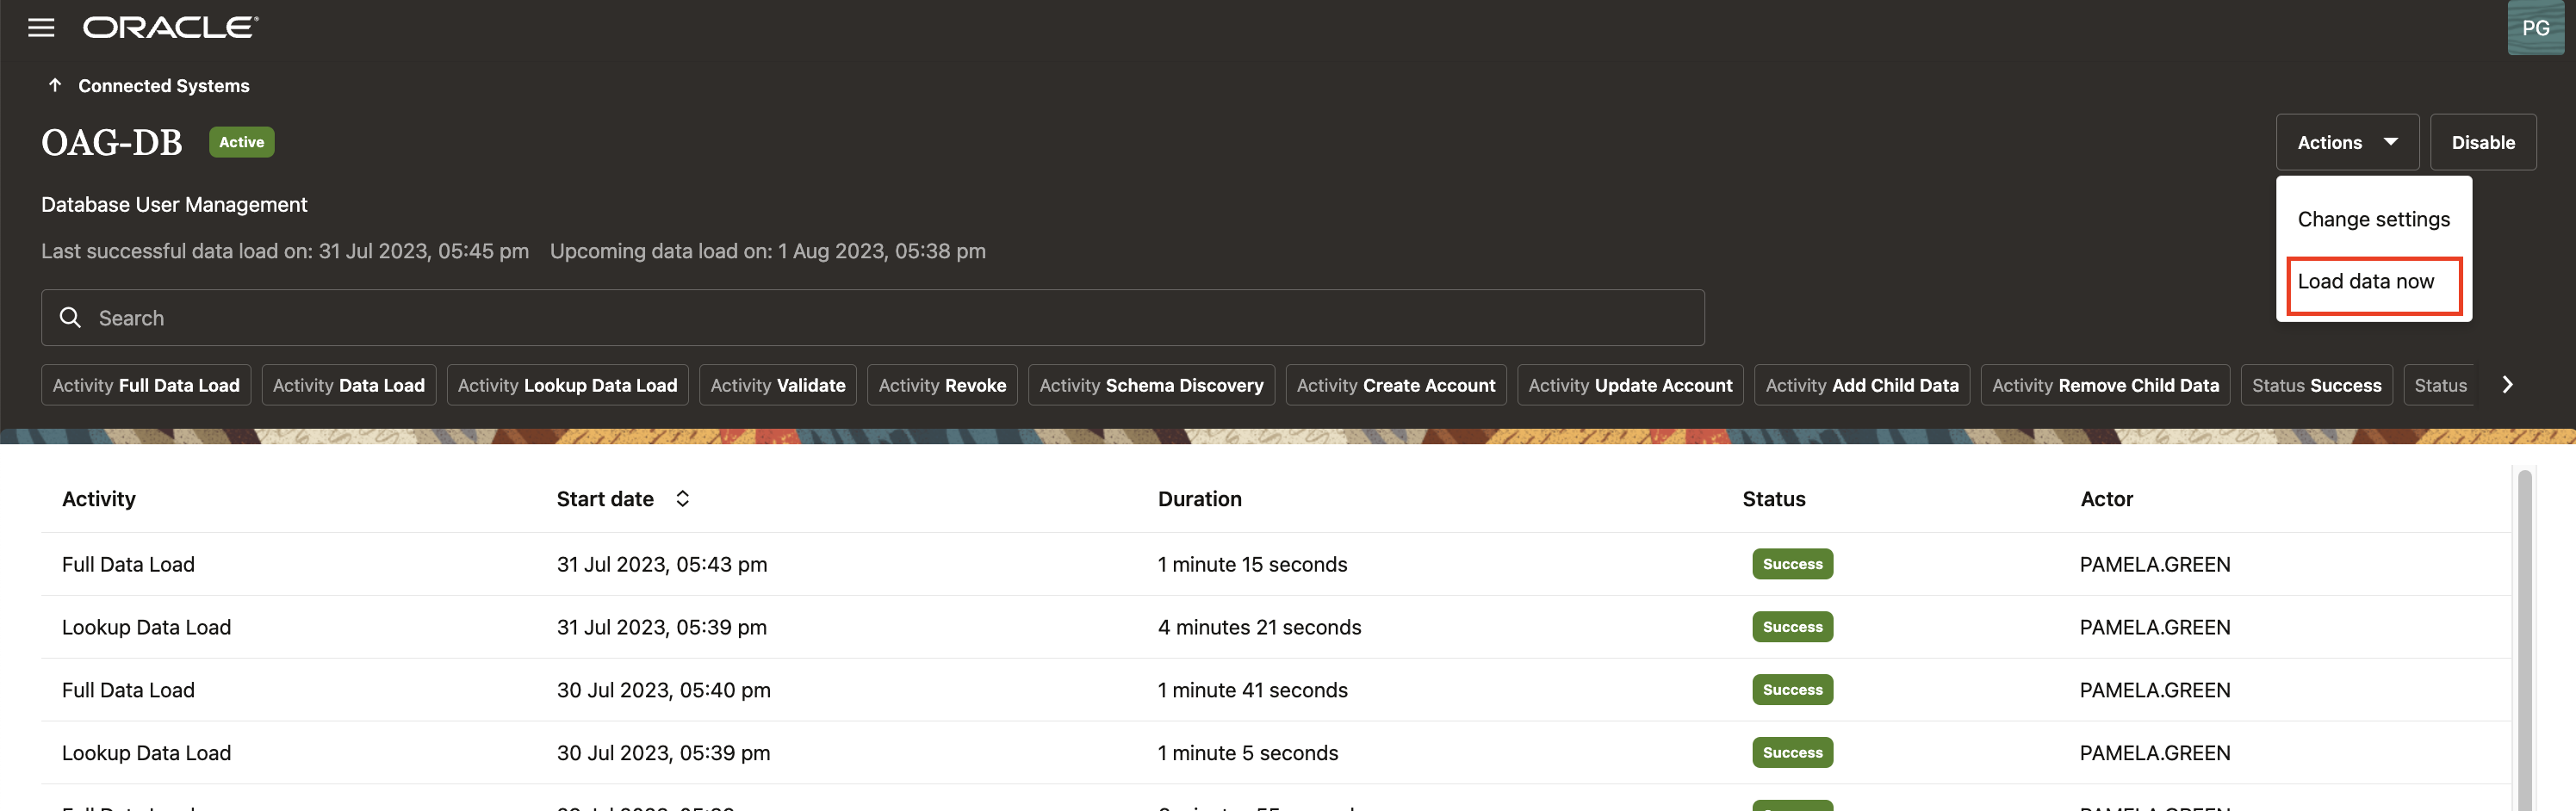 ORACLE
PG
Connected Systems
OAG-DB Active
Actions Disable
Change settings
Load data now
Database User Management
Last successful data load on: 31 Jul 2023, 05:45 pm Upcoming data load on: 1 Aug 2023, 05:38 pm
Search
Activity Full Data Load Activity Data Load Activity Lookup Data Load Activity Validate Activity Revoke Activity Schema Discovery Activity Create Account Activity Update Account Activity Add Child Data Activity Remove Child Data Status Success Status
Activity Start date Duration Status Actor
Full Data Load 31 Jul 2023, 05:43 pm 1 minute 15 seconds Success PAMELA.GREEN
Lookup Data Load 31 Jul 2023, 05:39 pm 4 minutes 21 seconds Success PAMELA.GREEN
Full Data Load 30 Jul 2023, 05:40 pm 1 minute 41 seconds Success PAMELA.GREEN
Lookup Data Load 30 Jul 2023, 05:39 pm 1 minute 5 seconds Success PAMELA.GREEN